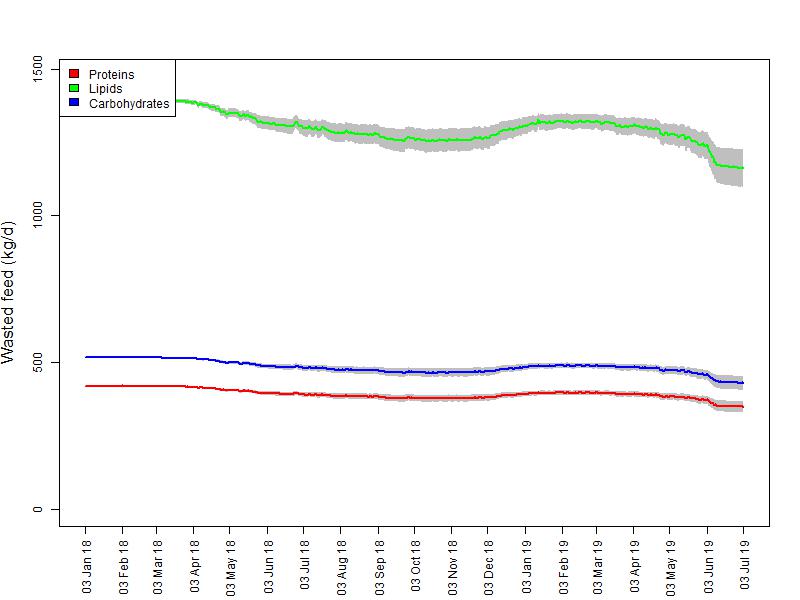 Proteins
Lipids
Carbohydrates
Wasted feed (kg/d)
1500
1000
500
0
03 Jan 18
03 Feb 18
03 Mar 18
03 Apr 18
03 May 18
03 Jun 18
03 Jul 18
03 Aug 18
03 Sep 18
03 Oct 18
03 Nov 18
03 Dec 18
03 Jan 19
03 Feb 19
03 Mar 19
03 Apr 19
03 May 19
03 Jun 19
03 Jul 19